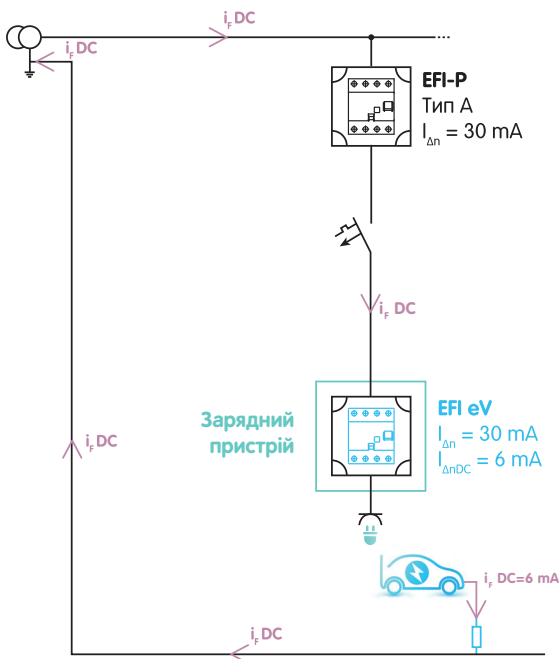 i_F DC
i_F DC
EFI-P
Тип A
I_Δn = 30 mA
i_F DC
Зарядний
пристрій
EFI eV
I_Δn = 30 mA
I_ΔnDC = 6 mA
i_F DC
i_F DC=6 mA
i_F DC